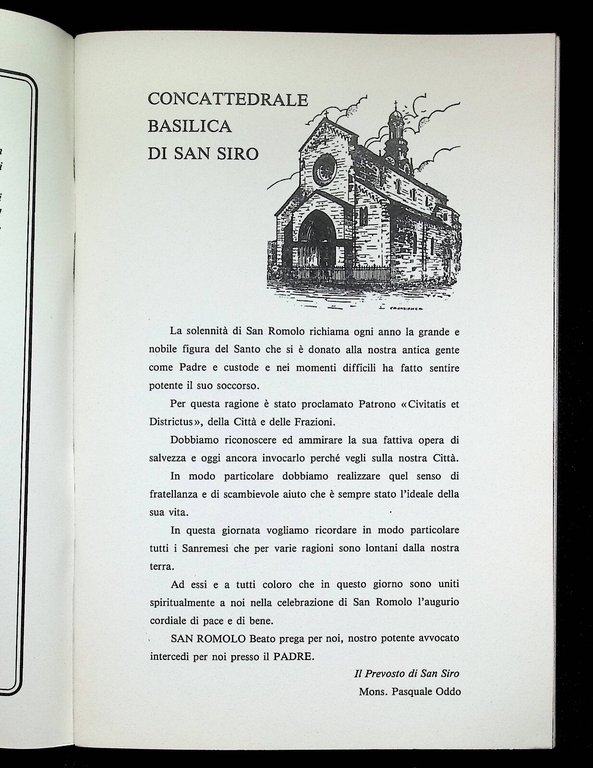 CONCATTEDRALE
BASILICA
DI SAN SIRO
La solennità di San Romolo richiama ogni anno la grande e
nobile figura del Santo che si è donato alla nostra antica gente
come Padre e custode e nei momenti difficili ha fatto sentire
potente il suo soccorso.
Per questa ragione è stato proclamato Patrono «Civitatis et
Districtus», della Città e delle Frazioni.
Dobbiamo riconoscere ed ammirare la sua fattiva opera di
salvezza e oggi ancora invocarlo perché vegli sulla nostra Città.
In modo particolare dobbiamo realizzare quel senso di
fratellanza e di scambievole aiuto che è sempre stato l'ideale della
sua vita.
In questa giornata vogliamo ricordare in modo particolare
tutti i Sanremesi che per varie ragioni sono lontani dalla nostra
terra.
Ad essi e a tutti coloro che in questo giorno sono uniti
spiritualmente a noi nella celebrazione di San Romolo l'augurio
cordiale di pace e di bene.
SAN ROMOLO Beato prega per noi, nostro potente avvocato
intercedi per noi presso il PADRE.
Il Prevosto di San Siro
Mons. Pasquale Oddo